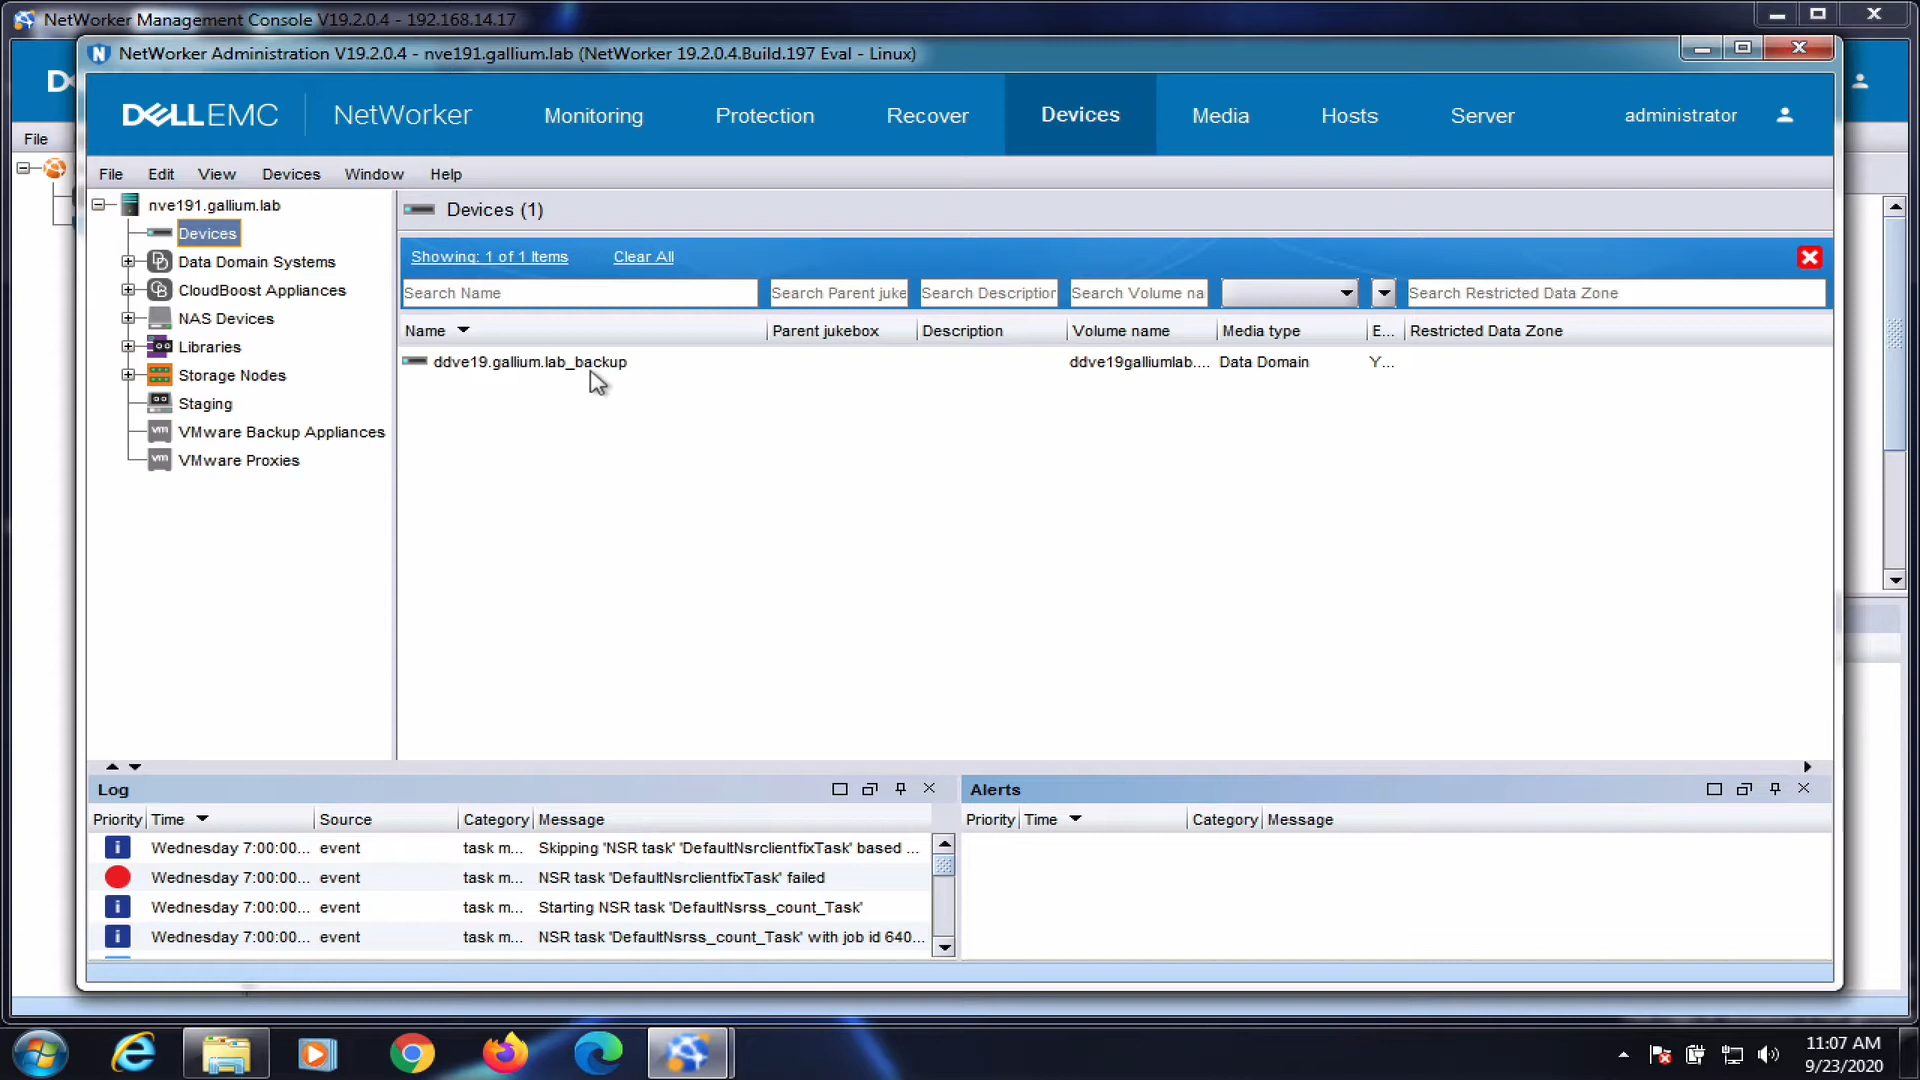 NetWorker Management Console V19.2.0.4 - 192.168.14.17
NetWorker Administration V19.2.0.4 - nve191.gallium.lab (NetWorker 19.2.0.4.Build.197 Eval - Linux)
DELLEMC NetWorker Monitoring Protection Recover Devices Media Hosts Server administrator
File
File Edit View Devices Window Help
nve191.gallium.lab
Devices
Data Domain Systems
CloudBoost Appliances
NAS Devices
Libraries
Storage Nodes
Staging
VMware Backup Appliances
VMware Proxies
Devices (1)
Showing: 1 of 1 Items Clear All
Search Name Search Parent juke Search Description Search Volume na Search Restricted Data Zone
Name Parent jukebox Description Volume name Media type E... Restricted Data Zone
ddve19.gallium.lab_backup ddve19galliumlab.... Data Domain Y...
Log
Priority Time Source Category Message
Wednesday 7:00:00... event task m... Skipping 'NSR task' 'DefaultNsrclientfixTask' based ...
Wednesday 7:00:00... event task m... NSR task 'DefaultNsrclientfixTask' failed
Wednesday 7:00:00... event task m... Starting NSR task 'DefaultNsrss_count_Task'
Wednesday 7:00:00... event task m... NSR task 'DefaultNsrss_count_Task' with job id 640...
Alerts
Priority Time Category Message
11:07 AM
9/23/2020